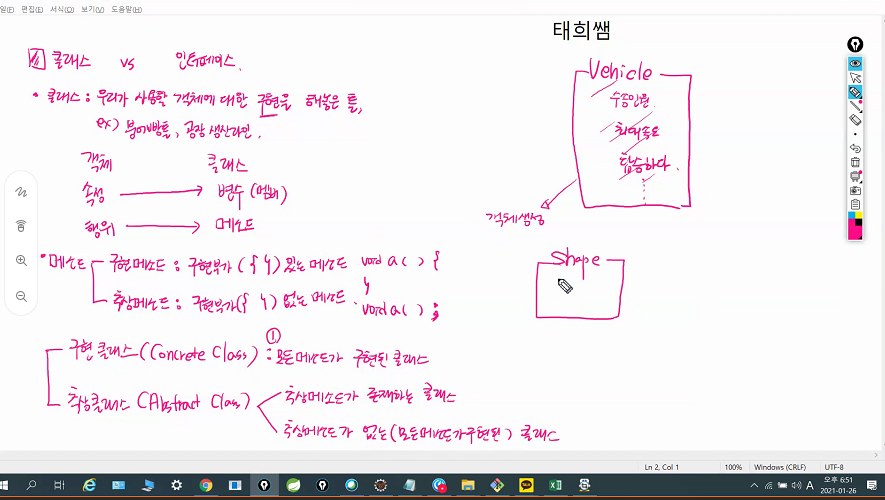 편집(E) 서식(O) 보기(V) 도움말(H)
태희쌤
클래스 vs 인터페이스.
• 클래스 : 우리가 사용할 객체에 대한 구현을 해놓은 틀,
ex) 붕어빵틀, 공장 생산라인.
객체 클래스
속성 → 변수 (멤버)
행위 → 메소드
• 메소드
구현메소드 : 구현부가 ( { } ) 있는 메소드 void a ( ) {
}
추상메소드 : 구현부가 ( { } ) 없는 메소드. void a ( ) ;
구현 클래스 (Concrete Class) : ① 모든메소드가 구현된 클래스
추상클래스 (Abstract Class)
추상메소드가 존재하는 클래스
추상메소드가 없는 (모든메소드가구현된) 클래스
Vehicle
수용인원
최대속도
탑승하다.
객체생성
Shape
Ln 2, Col 1 100% Windows (CRLF) UTF-8
오후 6:51
2021-01-26